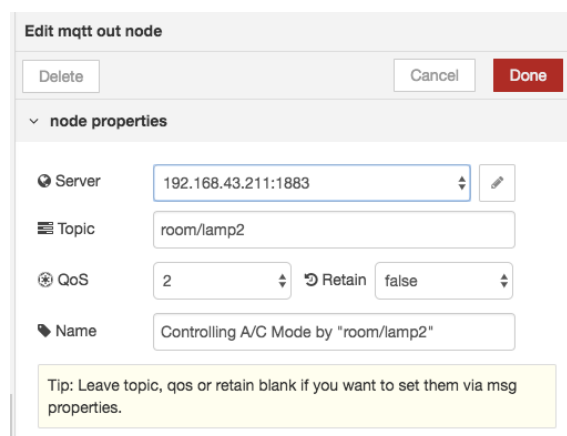 Edit mqtt out node
Delete Cancel Done
node properties
Server 192.168.43.211:1883
Topic room/lamp2
QoS 2 Retain false
Name Controlling A/C Mode by "room/lamp2"
Tip: Leave topic, qos or retain blank if you want to set them via msg
properties.